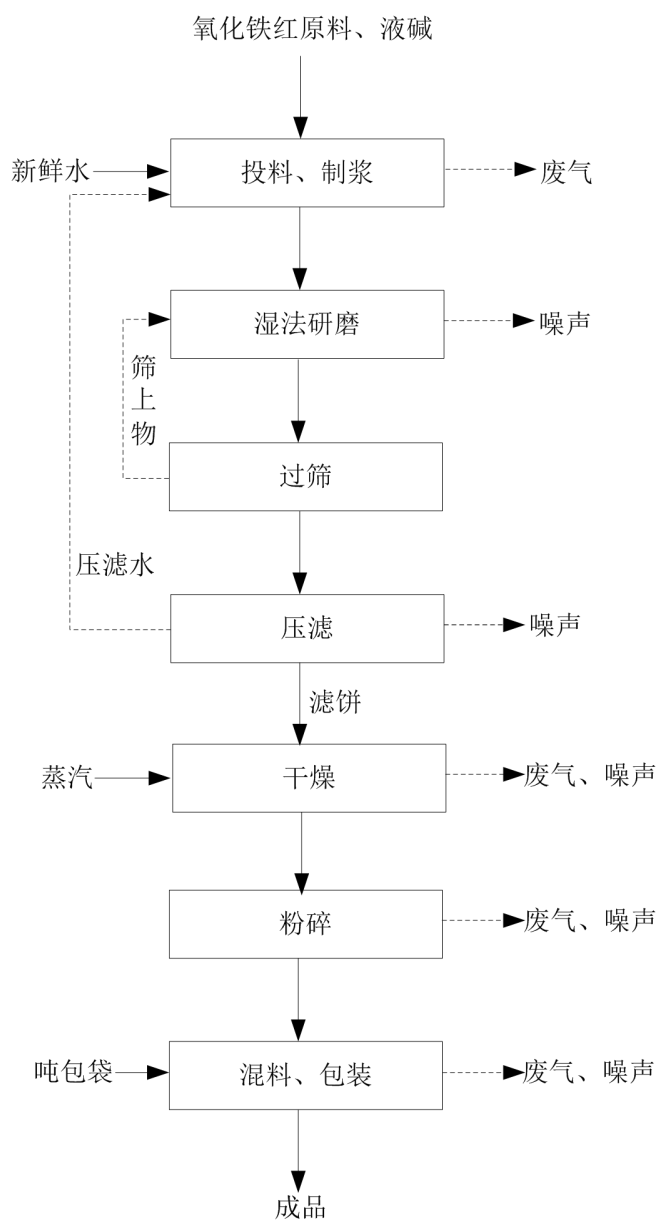 氧化铁红原料、液碱
新鲜水
投料、制浆
废气
湿法研磨
噪声
筛上物
过筛
压滤水
压滤
噪声
滤饼
蒸汽
干燥
废气、噪声
粉碎
废气、噪声
吨包袋
混料、包装
废气、噪声
成品